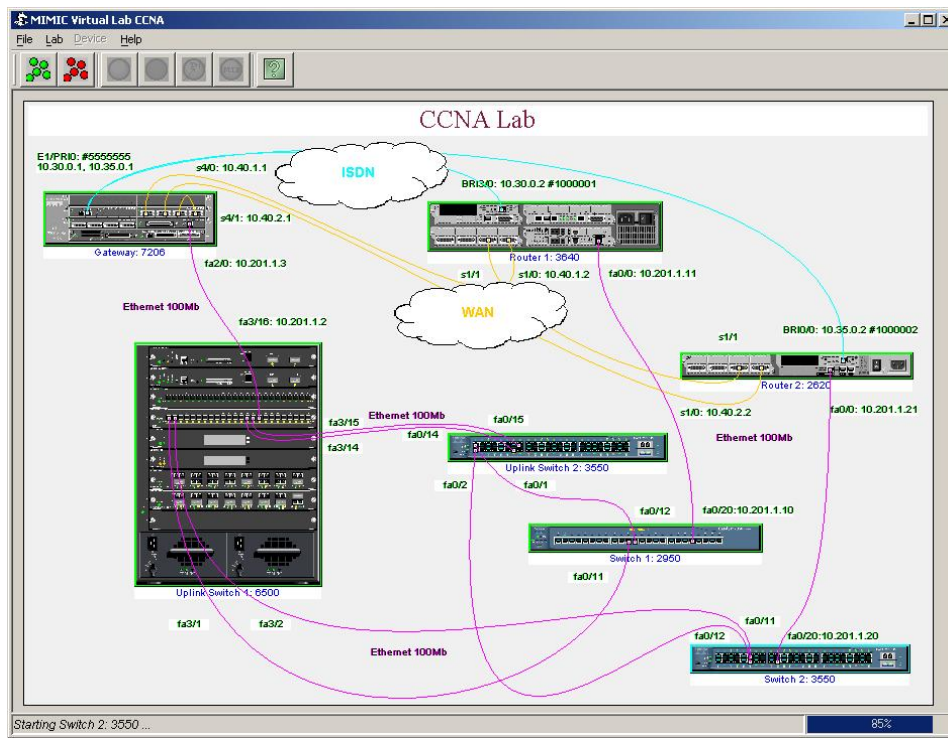 MIMIC Virtual Lab CCNA
File Lab Device Help
CCNA Lab
E1/PRI0: #5555555
10.30.0.1, 10.35.0.1
s4/0: 10.40.1.1
ISDN
BRI3/0: 10.30.0.2 #1000001
s4/1: 10.40.2.1
Gateway: 7206
Router 1: 3640
fa2/0: 10.201.1.3
s1/1
s1/0: 10.40.1.2
fa0/0: 10.201.1.11
Ethernet 100Mb
WAN
fa3/16: 10.201.1.2
BRI0/0: 10.35.0.2 #1000002
s1/1
Router 2: 2620
s1/0: 10.40.2.2
fa0/0: 10.201.1.21
Ethernet 100Mb
fa3/15
fa0/15
fa0/14
fa3/14
Ethernet 100Mb
Uplink Switch 2: 3550
fa0/2
fa0/1
fa0/12
fa0/20:10.201.1.10
Switch 1: 2950
fa0/11
Uplink Switch 1: 6500
fa3/1
fa3/2
fa0/11
fa0/12
fa0/20:10.201.1.20
Ethernet 100Mb
Switch 2: 3550
Starting Switch 2: 3550 ...
85%